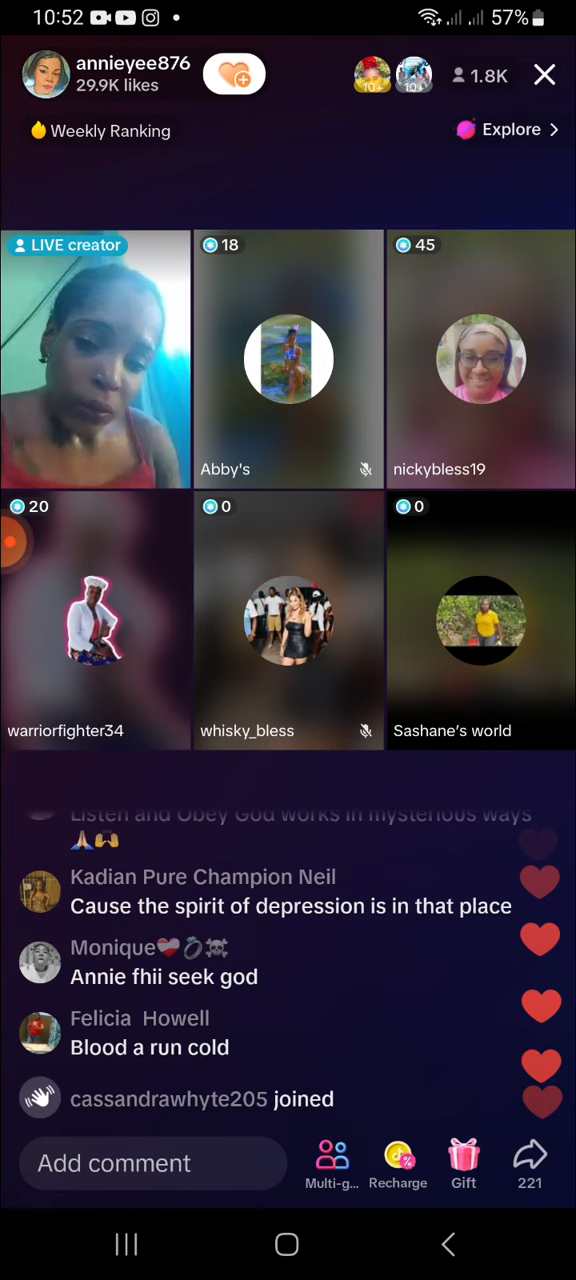 10:52
57%
annieyee876
29.9K likes
10+
10+
1.8K
Weekly Ranking
Explore >
LIVE creator
18
45
Abby's
nickybless19
20
0
0
warriorfighter34
whisky_bless
Sashane's world
Listen and Obey God works in mysterious ways
🙏🏽🙌🏽
Kadian Pure Champion Neil
Cause the spirit of depression is in that place
Monique❤️‍🩹💍☠️
Annie fhii seek god
Felicia Howell
Blood a run cold
cassandrawhyte205 joined
Add comment
Multi-g...
Recharge
Gift
221